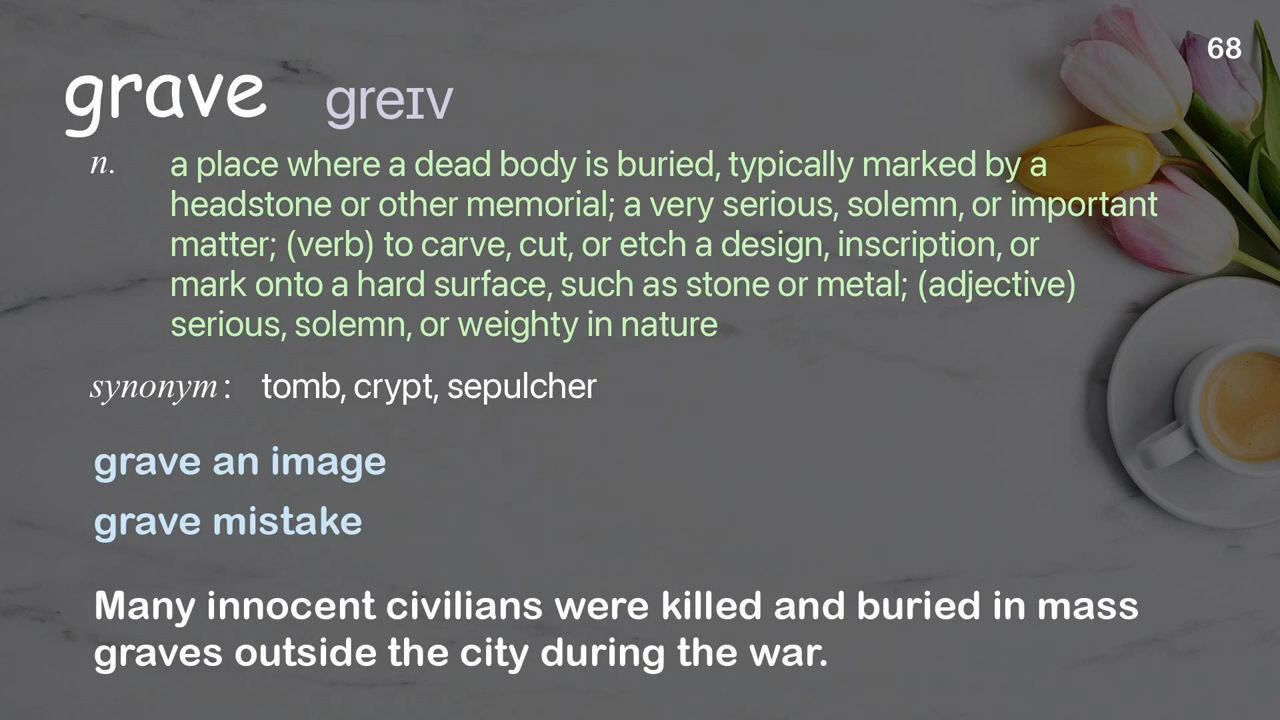 68
grave greɪv
n. a place where a dead body is buried, typically marked by a
headstone or other memorial; a very serious, solemn, or important
matter; (verb) to carve, cut, or etch a design, inscription, or
mark onto a hard surface, such as stone or metal; (adjective)
serious, solemn, or weighty in nature
synonym: tomb, crypt, sepulcher
grave an image
grave mistake
Many innocent civilians were killed and buried in mass
graves outside the city during the war.